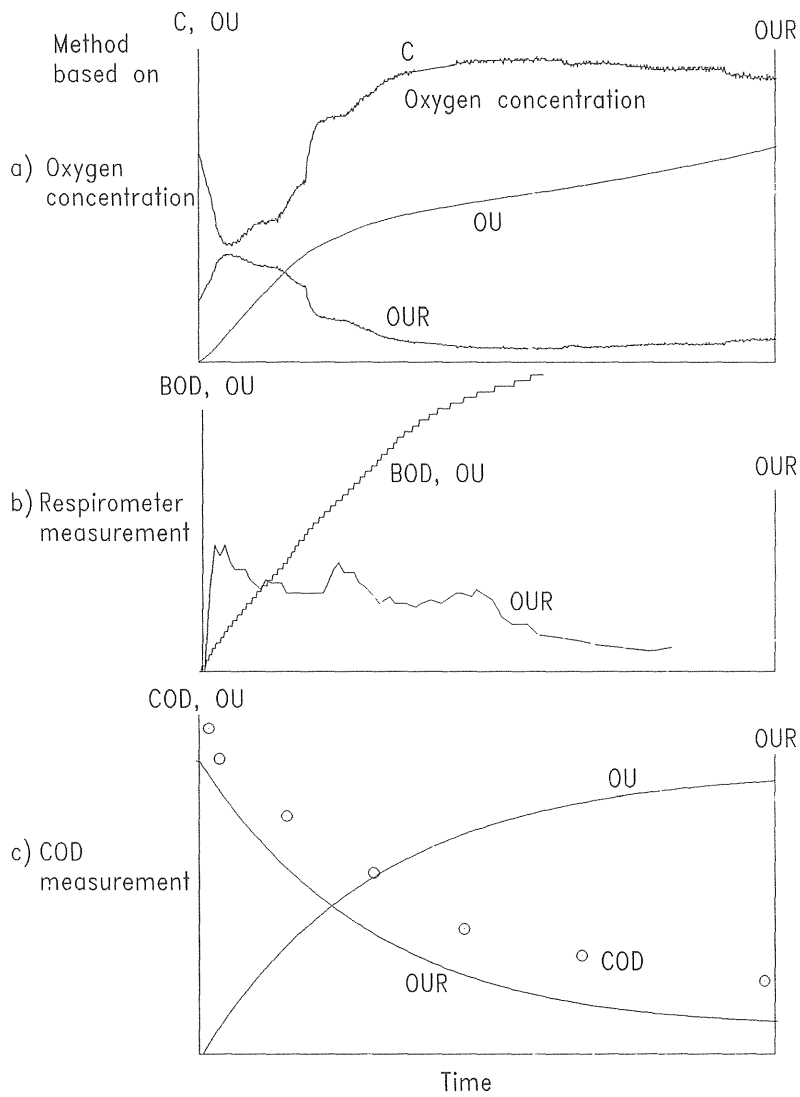 C, OU
OUR
Method
based on
C
Oxygen concentration
a) Oxygen
concentration
OU
OUR
BOD, OU
OUR
BOD, OU
b) Respirometer
measurement
OUR
COD, OU
OUR
OU
c) COD
measurement
COD
OUR
Time